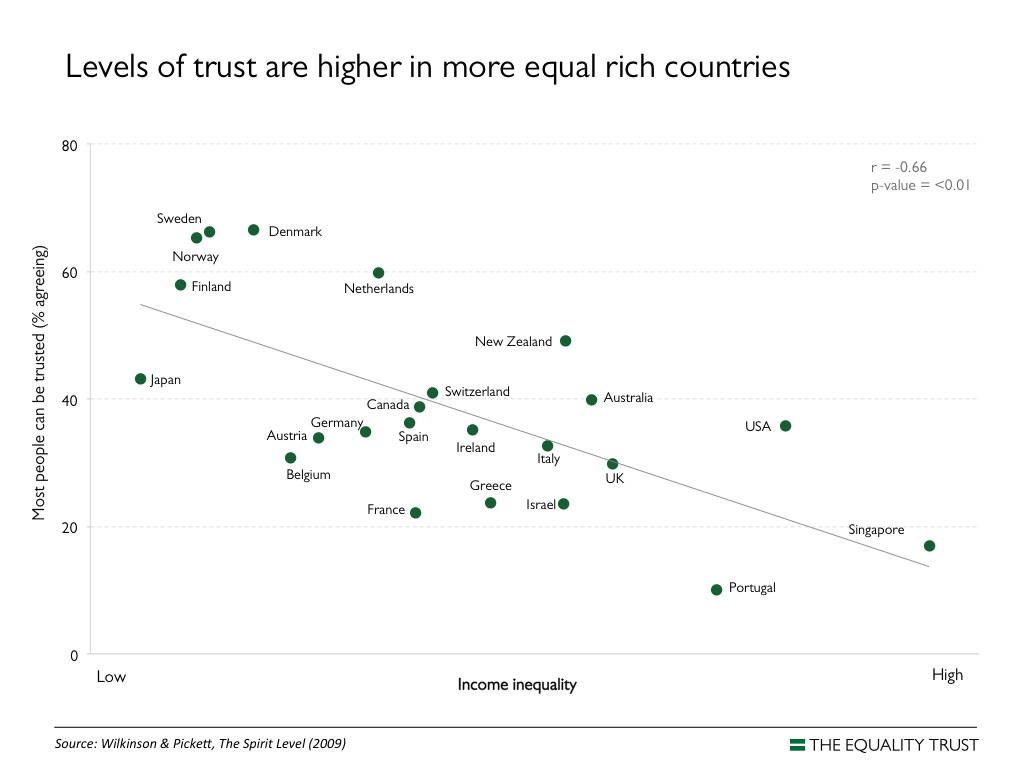 Levels of trust are higher in more equal rich countries
80
r = -0.66
p-value = <0.01
Sweden
Denmark
Norway
60
Finland
Netherlands
New Zealand
Japan
Switzerland
Australia
40
Canada
Germany
USA
Austria
Spain
Ireland
Italy
Belgium
UK
Greece
France
Israel
20
Singapore
Portugal
0
Most people can be trusted (% agreeing)
Low
High
Income inequality
Source: Wilkinson & Pickett, The Spirit Level (2009)
THE EQUALITY TRUST